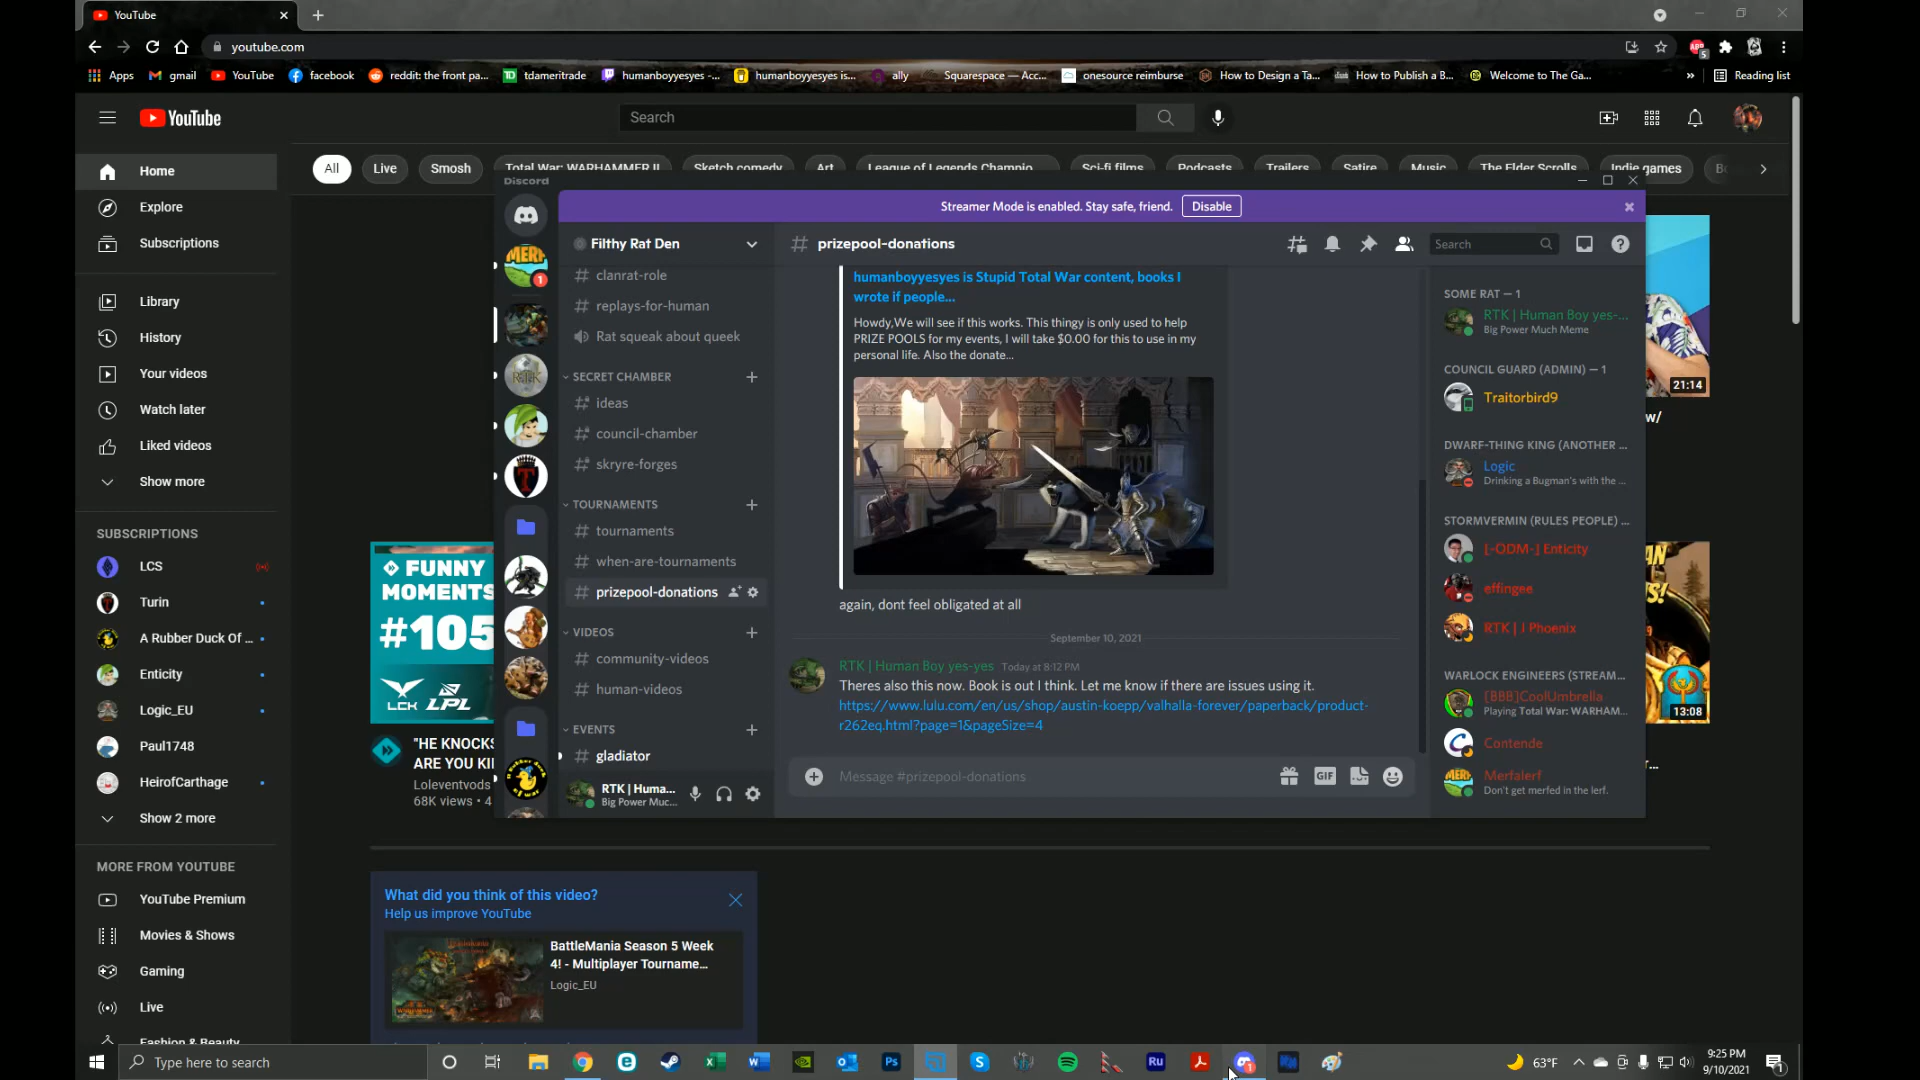 YouTube
youtube.com
Apps
gmail
YouTube
facebook
reddit: the front pa...
tdameritrade
humanboyyesyes -...
humanboyyesyes is...
ally
Squarespace — Acc...
onesource reimburse
How to Design a Ta...
How to Publish a B...
Welcome to The Ga...
»
Reading list
YouTube
Search
Home
Explore
Subscriptions
Library
History
Your videos
Watch later
Liked videos
Show more
SUBSCRIPTIONS
LCS
Turin
A Rubber Duck Of ...
Enticity
Logic_EU
Paul1748
HeirofCarthage
Show 2 more
MORE FROM YOUTUBE
YouTube Premium
Movies & Shows
Gaming
Live
Fashion & Beauty
All
Live
Smosh
Total War: WARHAMMER II
Sketch comedy
Art
League of Legends Champio...
Sci-fi films
Podcasts
Trailers
Satire
Music
The Elder Scrolls
Indie games
Discord
Streamer Mode is enabled. Stay safe, friend.
Disable
Filthy Rat Den
clanrat-role
replays-for-human
Rat squeak about queek
SECRET CHAMBER
ideas
council-chamber
skryre-forges
TOURNAMENTS
tournaments
when-are-tournaments
prizepool-donations
VIDEOS
community-videos
human-videos
EVENTS
gladiator
RTK | Huma...
Big Power Muc...
prizepool-donations
Search
humanboyyesyes is Stupid Total War content, books I
wrote if people...
Howdy,We will see if this works. This thingy is only used to help
PRIZE POOLS for my events, I will take $0.00 for this to use in my
personal life. Also the donate...
again, dont feel obligated at all
September 10, 2021
RTK | Human Boy yes-yes Today at 8:12 PM
Theres also this now. Book is out I think. Let me know if there are issues using it.
https://www.lulu.com/en/us/shop/austin-koepp/valhalla-forever/paperback/product-
r262eq.html?page=1&pageSize=4
Message #prizepool-donations
GIF
SOME RAT — 1
RTK | Human Boy yes-...
Big Power Much Meme
COUNCIL GUARD (ADMIN) — 1
Traitorbird9
DWARF-THING KING (ANOTHER ...
Logic
Drinking a Bugman's with the ...
STORMVERMIN (RULES PEOPLE) ...
[-ODM-] Enticity
effingee
RTK | J Phoenix
WARLOCK ENGINEERS (STREAM...
[BBB]CoolUmbrella
Playing Total War: WARHAM...
Contende
Merfalerf
Don't get merfed in the lerf.
MERF
1
RTK
21:14
w/
13:08
FUNNY
MOMENTS
#105
LCK
LPL
"HE KNOCKS
ARE YOU KI
Loleventvods
68K views • 4
What did you think of this video?
Help us improve YouTube
BattleMania Season 5 Week
4! - Multiplayer Tourname...
Logic_EU
Type here to search
Ps
Ru
63°F
9:25 PM
9/10/2021